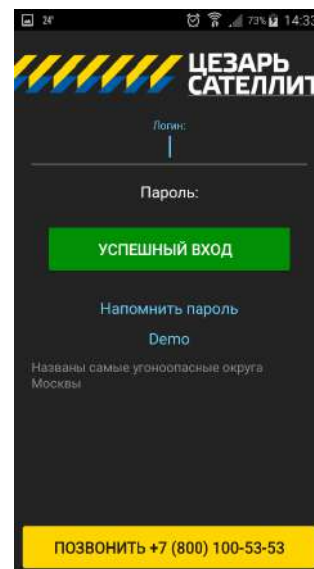 24°
73% 14:33
ЦЕЗАРЬ
САТЕЛЛИТ
Логин:
Пароль:
УСПЕШНЫЙ ВХОД
Напомнить пароль
Demo
Названы самые угоноопасные округа
Москвы
ПОЗВОНИТЬ +7 (800) 100-53-53